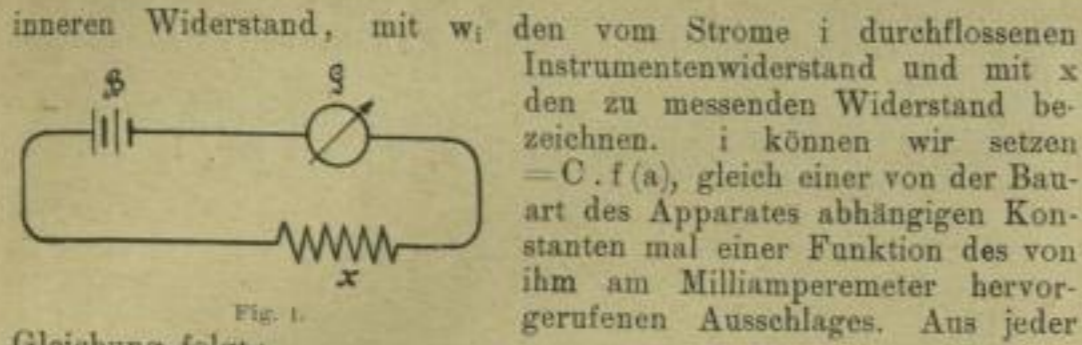 inneren Widerstand, mit wᵢ den vom Strome i durchflossenen
Instrumentenwiderstand und mit x
den zu messenden Widerstand be-
zeichnen. i können wir setzen
= C . f (a), gleich einer von der Bau-
art des Apparates abhängigen Kon-
stanten mal einer Funktion des von
ihm am Milliamperemeter hervor-
gerufenen Ausschlages. Aus jeder
x
Fig. 1.
Gleichung folgt: